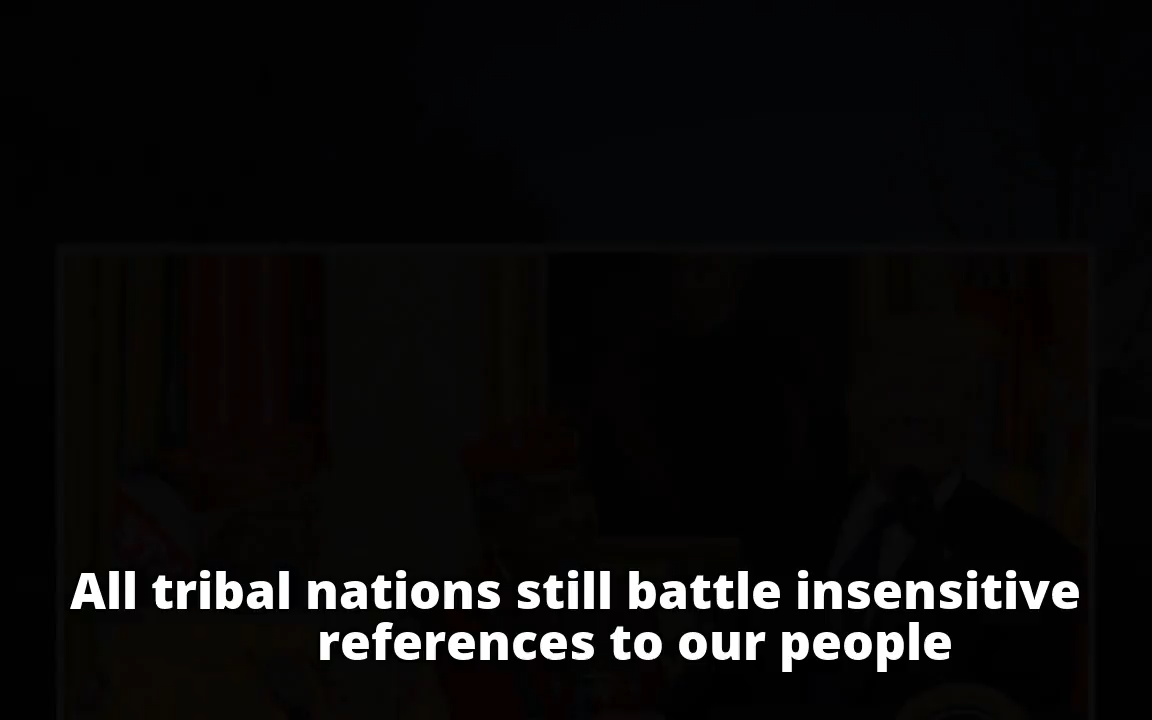 All tribal nations still battle insensitive
references to our people